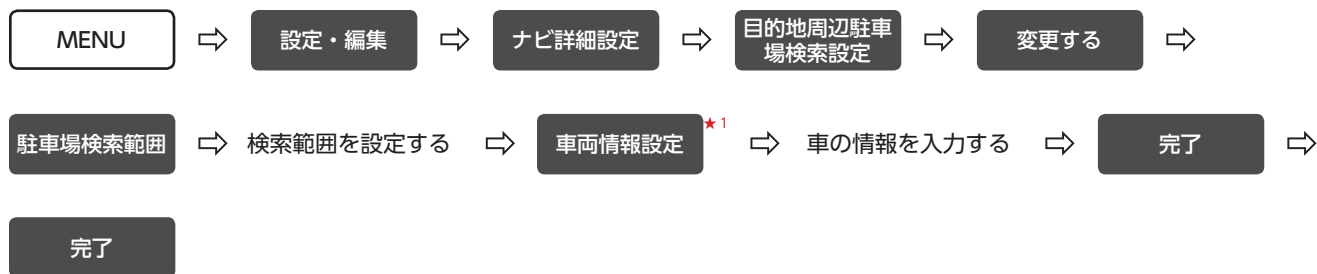 MENU ⇨ 設定・編集 ⇨ ナビ詳細設定 ⇨ 目的地周辺駐車場検索設定 ⇨ 変更する ⇨
駐車場検索範囲 ⇨ 検索範囲を設定する ⇨ 車両情報設定★1 ⇨ 車の情報を入力する ⇨ 完了 ⇨
完了